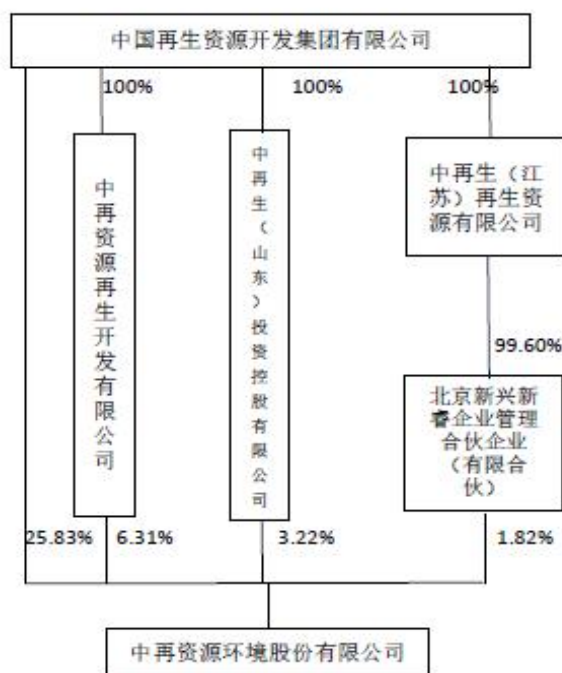 中国再生资源开发集团有限公司
100%
100%
100%
中再资源再生开发有限公司
中再生（山东）投资控股有限公司
中再生（江
苏）再生资
源有限公司
99.60%
北京新兴新
睿企业管理
合伙企业
（有限合
伙）
25.83%
6.31%
3.22%
1.82%
中再资源环境股份有限公司